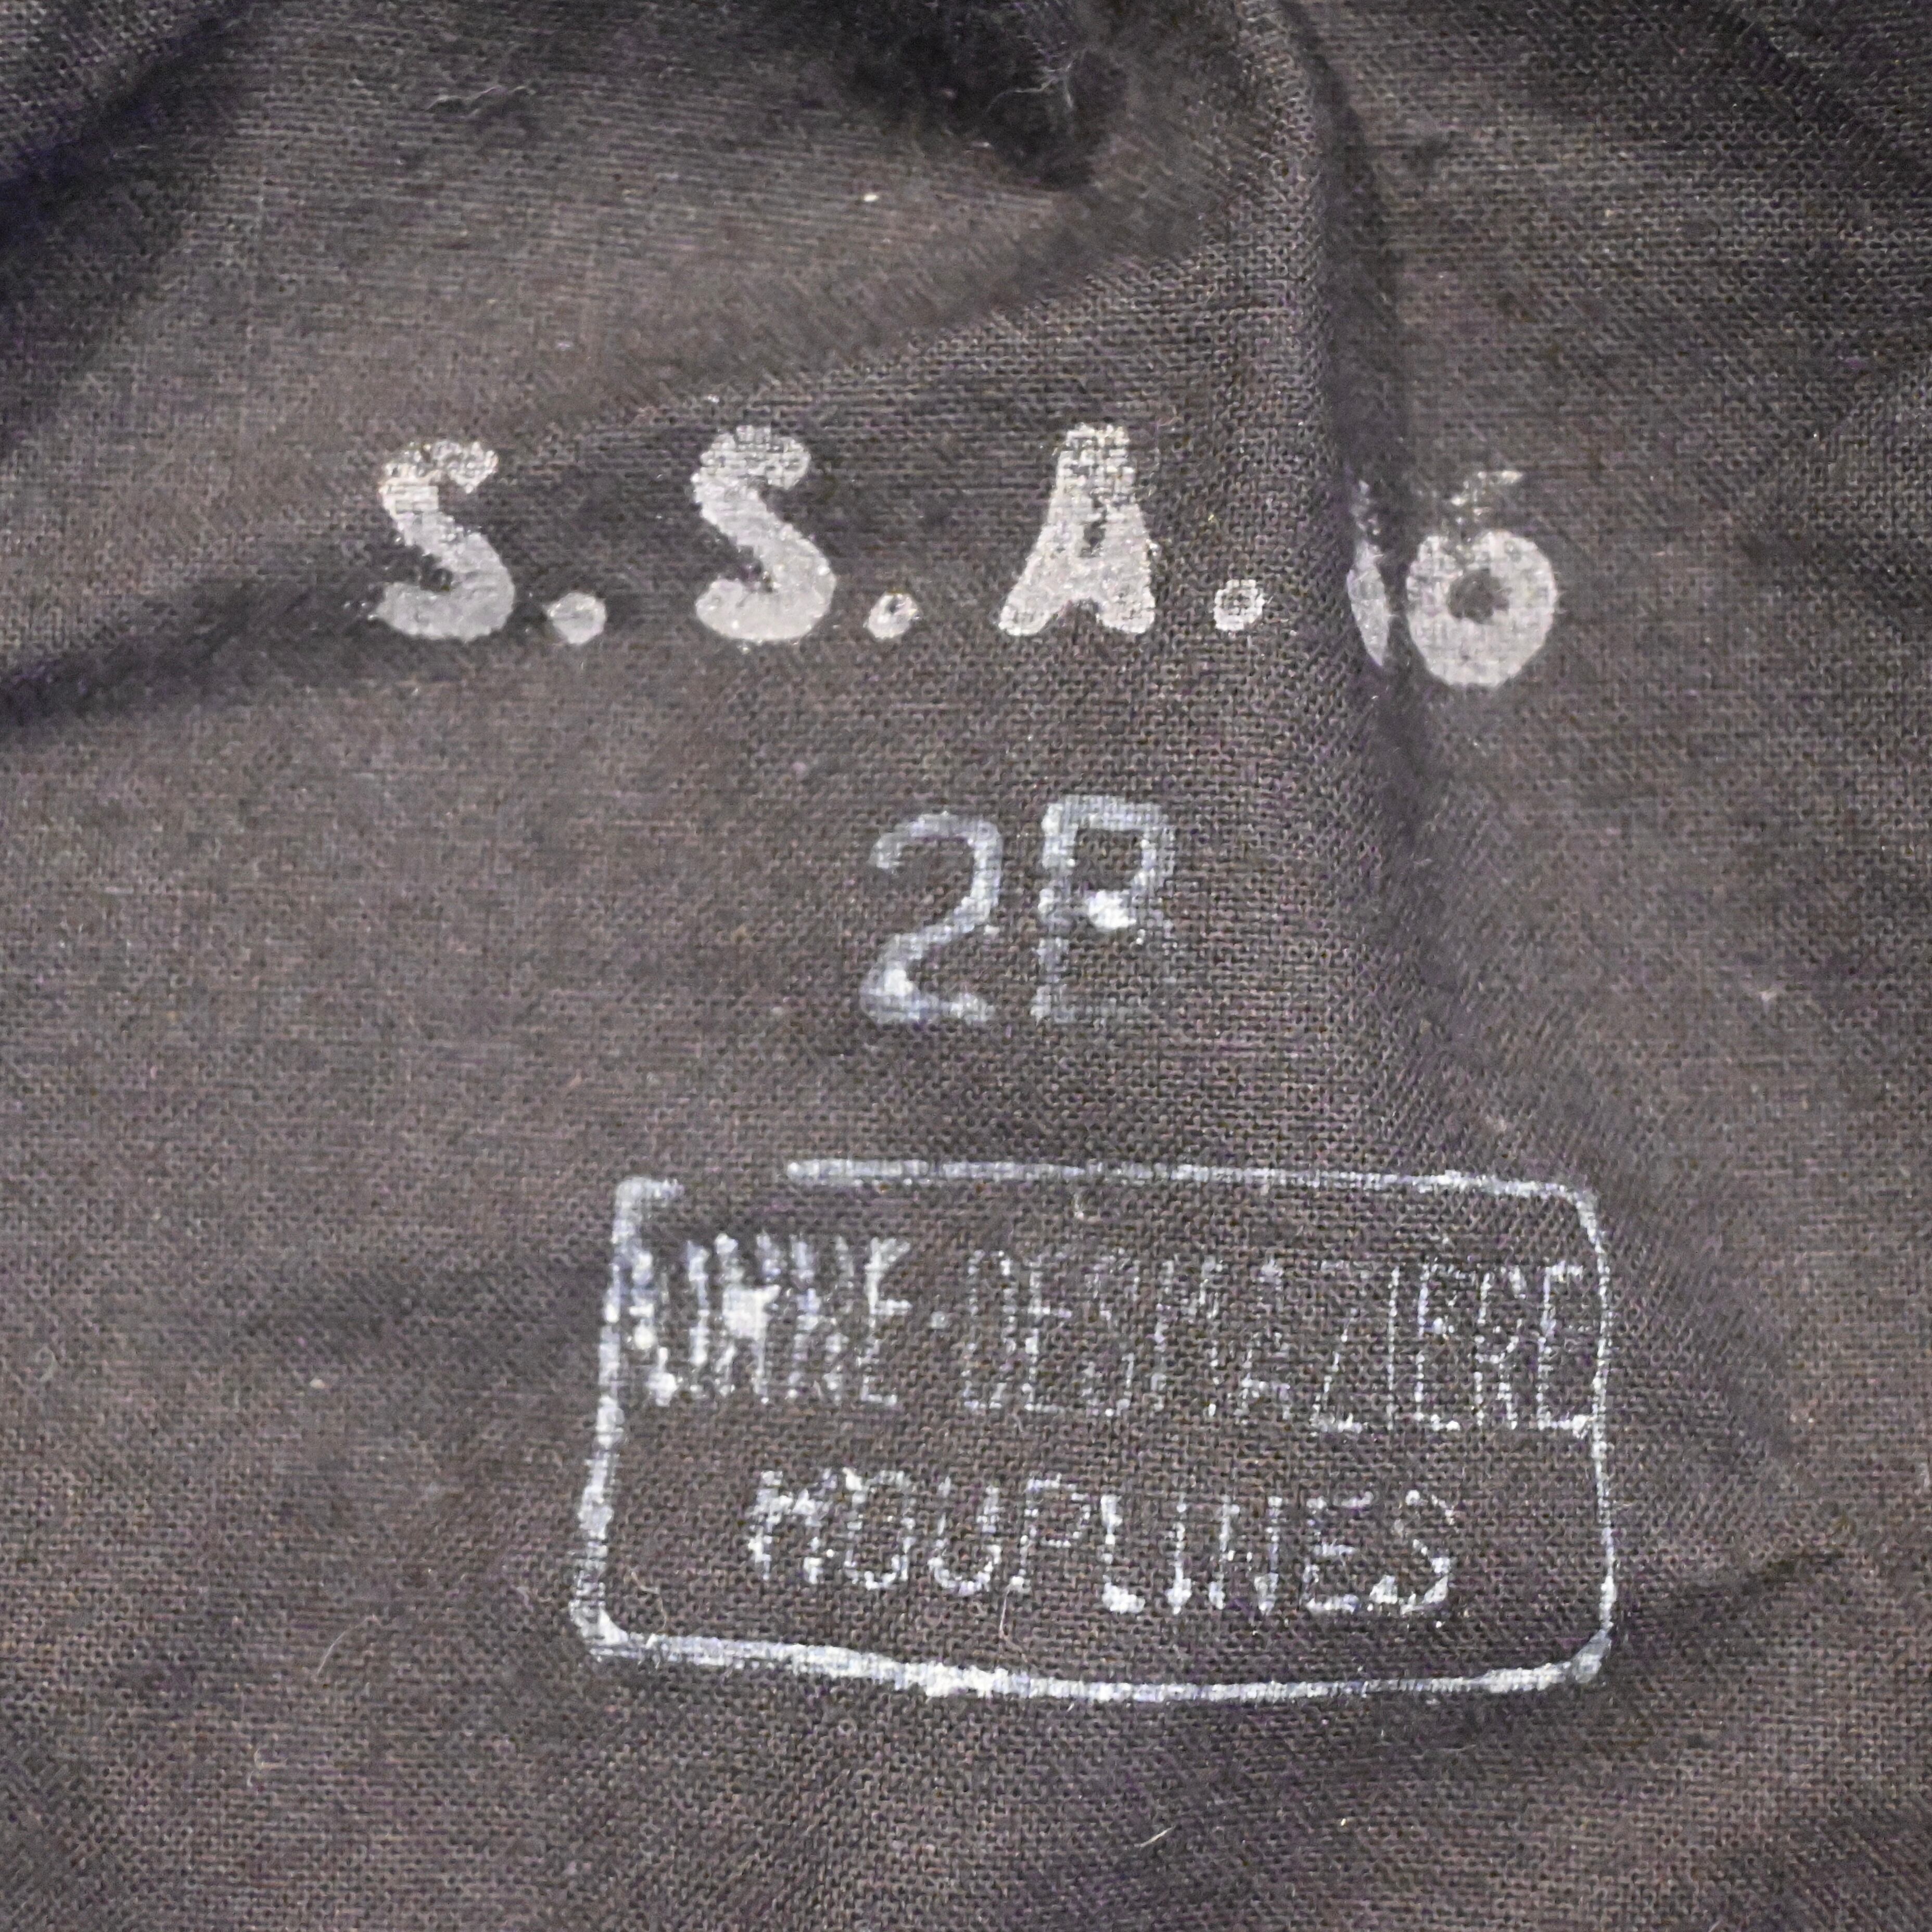 S.S.A. 16
2B
HOUPLINES